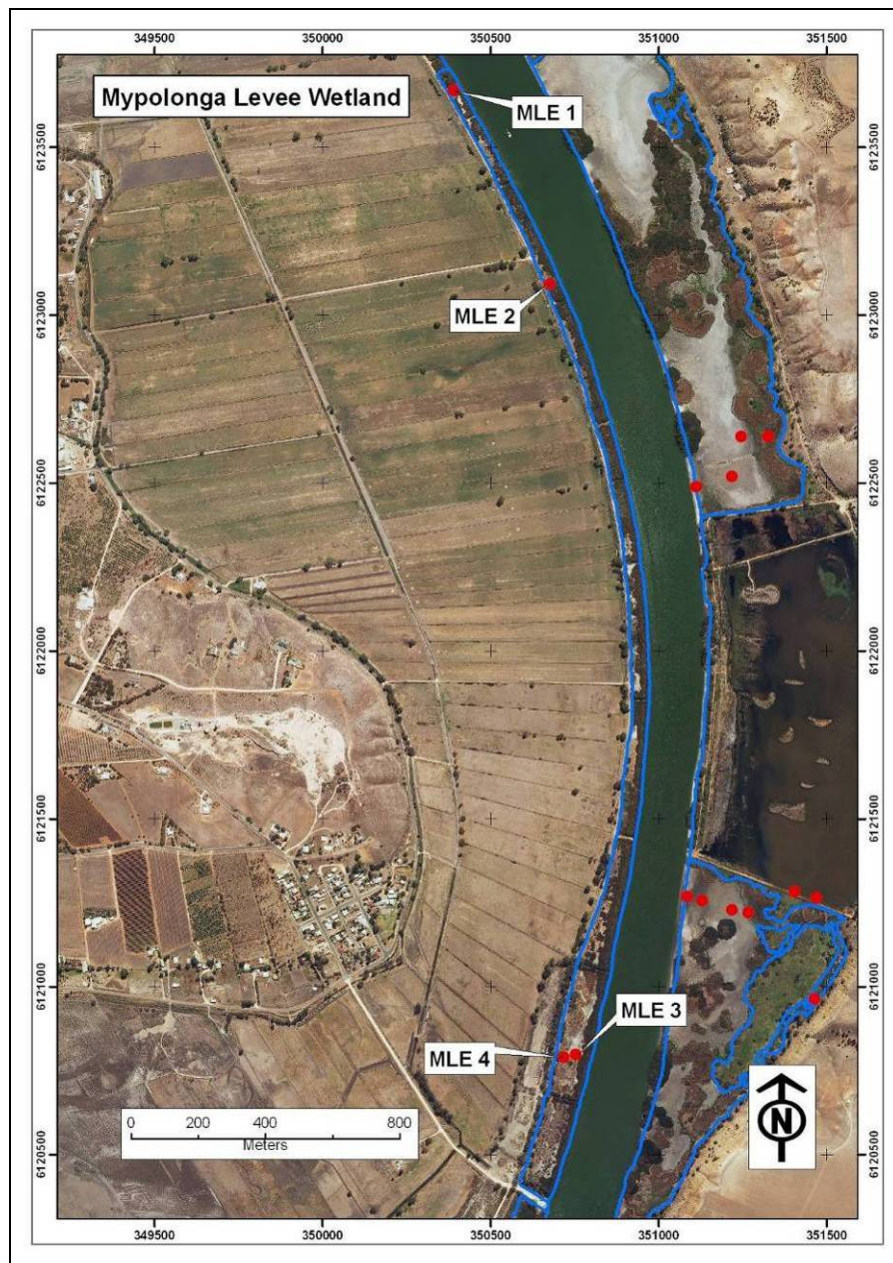 349500 350000 350500 351000 351500
Mypolonga Levee Wetland
MLE 1
6123500 6123500
MLE 2
6123000 6123000
6122500 6122500
6122000 6122000
6121500 6121500
6121000 6121000
MLE 3
MLE 4
0 200 400 800
Meters
N
6120500 6120500
349500 350000 350500 351000 351500